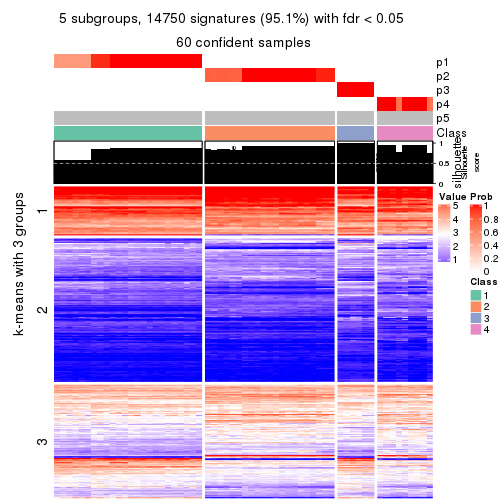 5 subgroups, 14750 signatures (95.1%) with fdr < 0.05
60 confident samples
p1
p2
p3
p4
p5
Class
1
0.5
0
silhouette
Silhouette
score
k-means with 3 groups
1
2
3
Value
5
4
3
2
1
Prob
1
0.8
0.6
0.4
0.2
0
Class
1
2
3
4